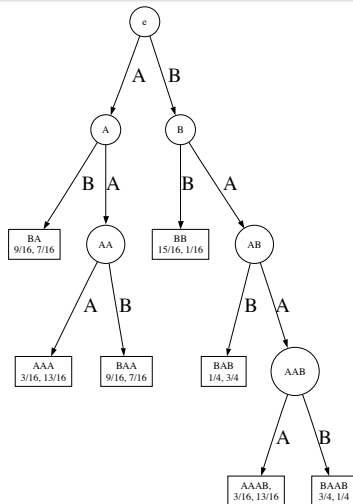 e
A
B
A
B
B
A
B
A
BA
9/16, 7/16
AA
BB
15/16, 1/16
AB
A
B
B
A
AAA
3/16, 13/16
BAA
9/16, 7/16
BAB
1/4, 3/4
AAB
A
B
AAAB,
3/16, 13/16
BAAB
3/4, 1/4